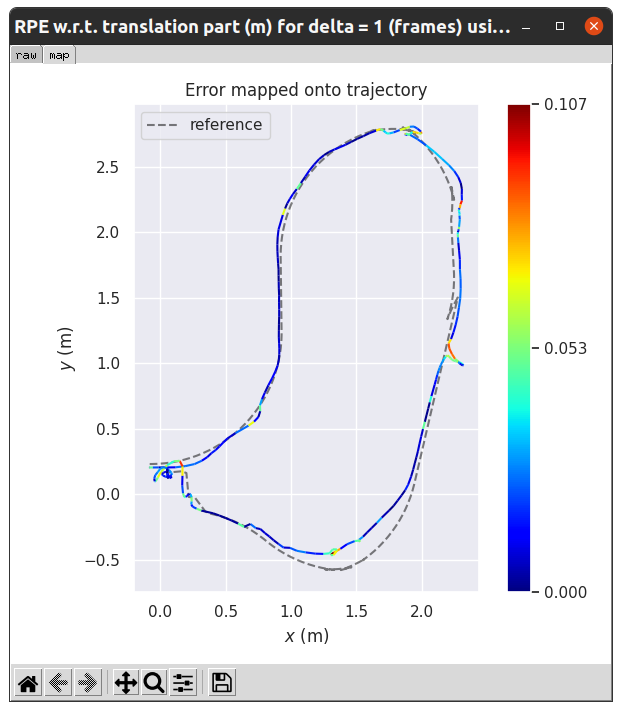 RPE w.r.t. translation part (m) for delta = 1 (frames) usi...
raw map
Error mapped onto trajectory
reference
2.5
2.0
1.5
1.0
0.5
0.0
−0.5
y (m)
0.0 0.5 1.0 1.5 2.0
x (m)
0.107
0.053
0.000